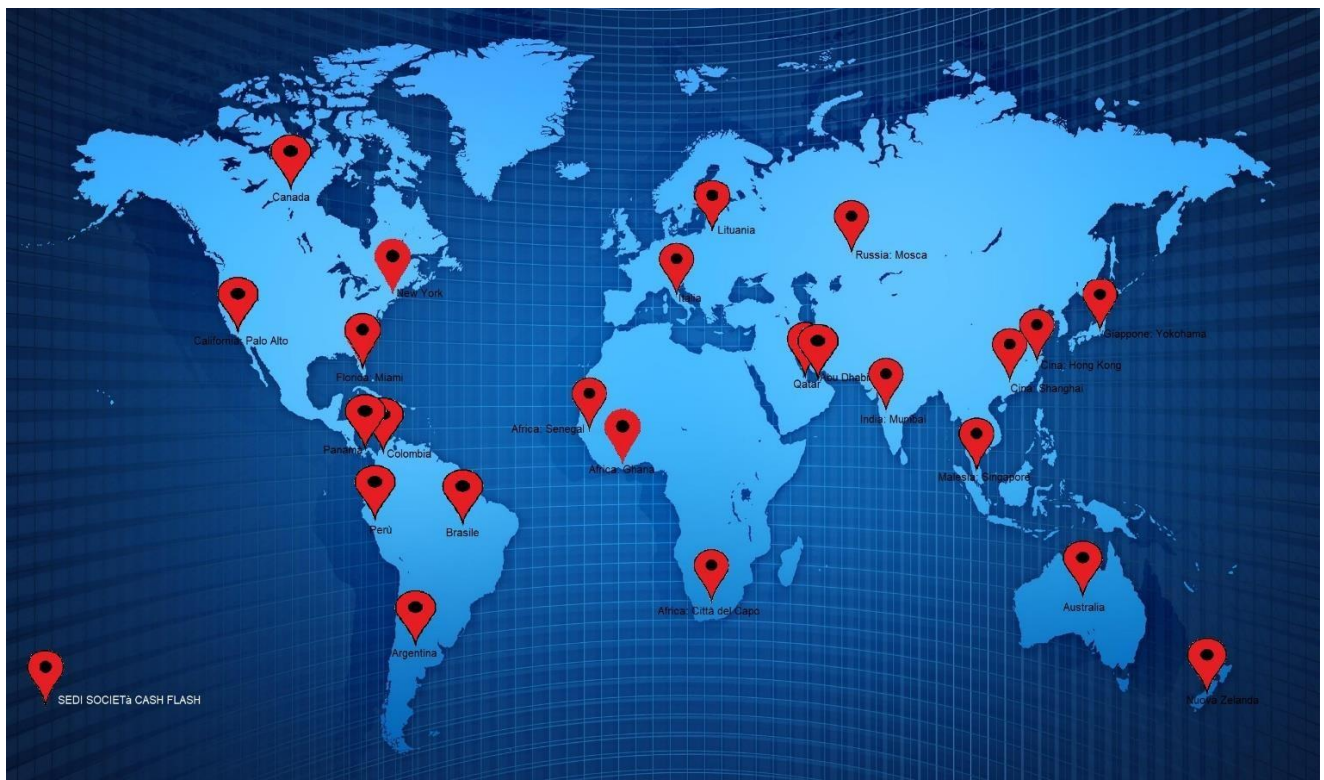 Canada
Lituania
Russia: Mosca
New York
Italia
California: Palo Alto
Giappone: Yokohama
Florida: Miami
Cina: Hong Kong
Qatar
Abu Dhabi
Cina: Shanghai
India: Mumbai
Africa: Senegal
Panama
Colombia
Africa: Ghana
Malesia: Singapore
Perú
Brasile
Africa: Città del Capo
Australia
Argentina
SEDI SOCIETà CASH FLASH
Nuova Zelanda